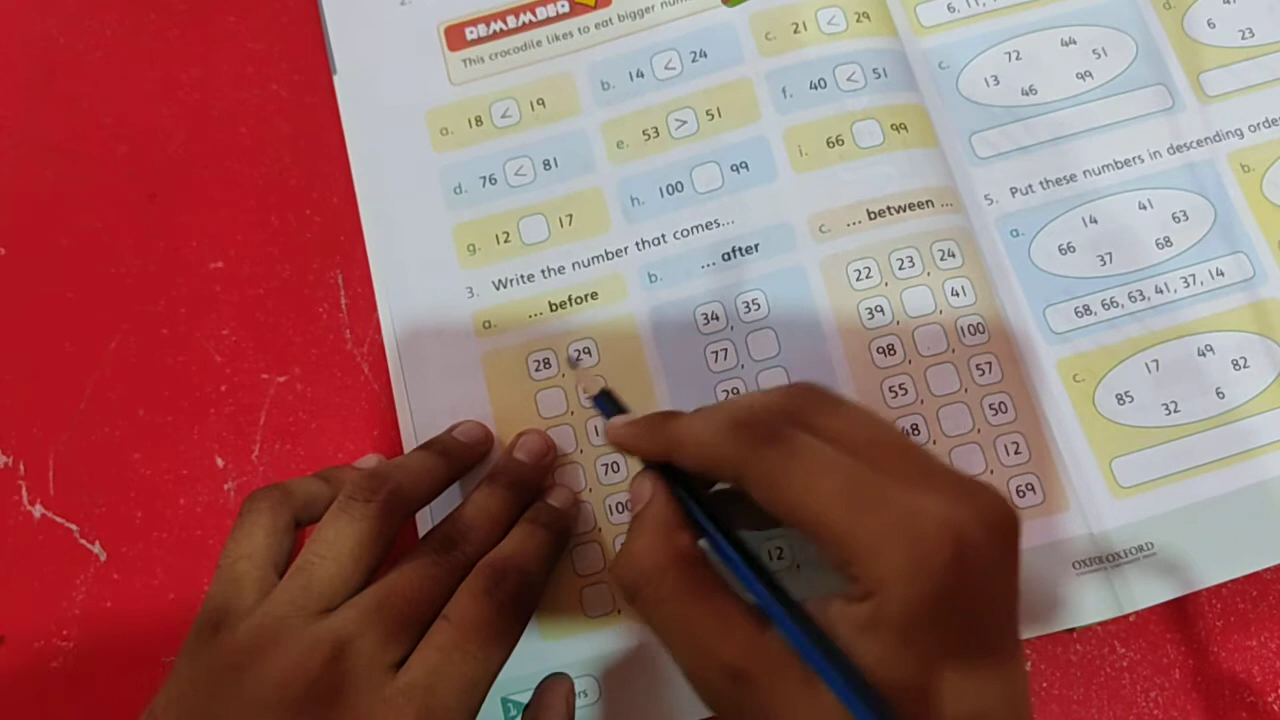 2.
REMEMBER
This crocodile likes to eat bigger
a. 18 < 19
b. 14 < 24
c. 21 < 29
d. 76 < 81
e. 53 > 51
f. 40 < 51
g. 12 17
h. 100 99
i. 66 99
3. Write the number that comes...
a. ... before
28, 29
70
100
b. ... after
34, 35
77,
29
12,
c. ... between ...
22, 23, 24
39, , 41
98, , 100
55, , 57
48, , 50
, 12
69
6, 11,
c. 72 44 51 13 46 99
d. 6 23
5. Put these numbers in descending
a. 14 41 63 66 37 68
68, 66, 63, 41, 37, 14
b.
c. 17 49 82 85 32 6
OXFORD